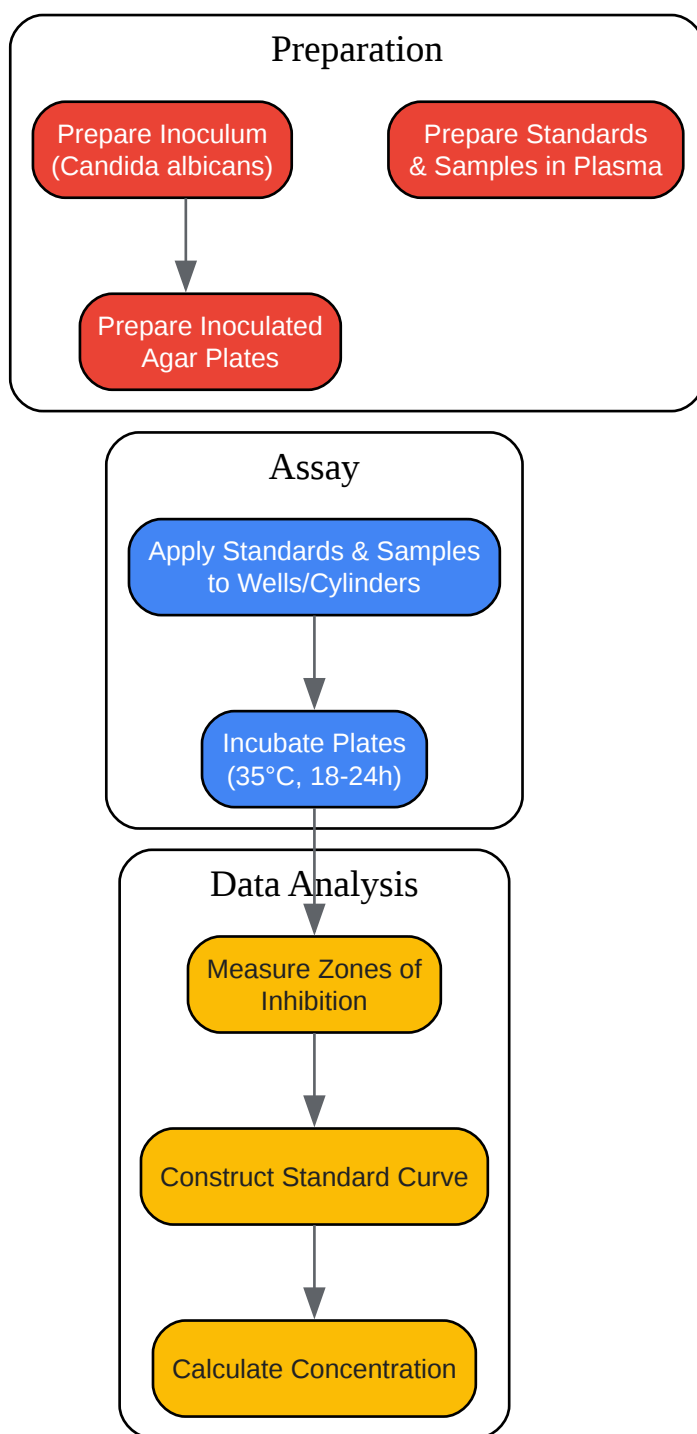 Preparation
Prepare Inoculum
(Candida albicans)
Prepare Standards
& Samples in Plasma
Prepare Inoculated
Agar Plates
Assay
Apply Standards & Samples
to Wells/Cylinders
Incubate Plates
(35°C, 18-24h)
Data Analysis
Measure Zones of
Inhibition
Construct Standard Curve
Calculate Concentration